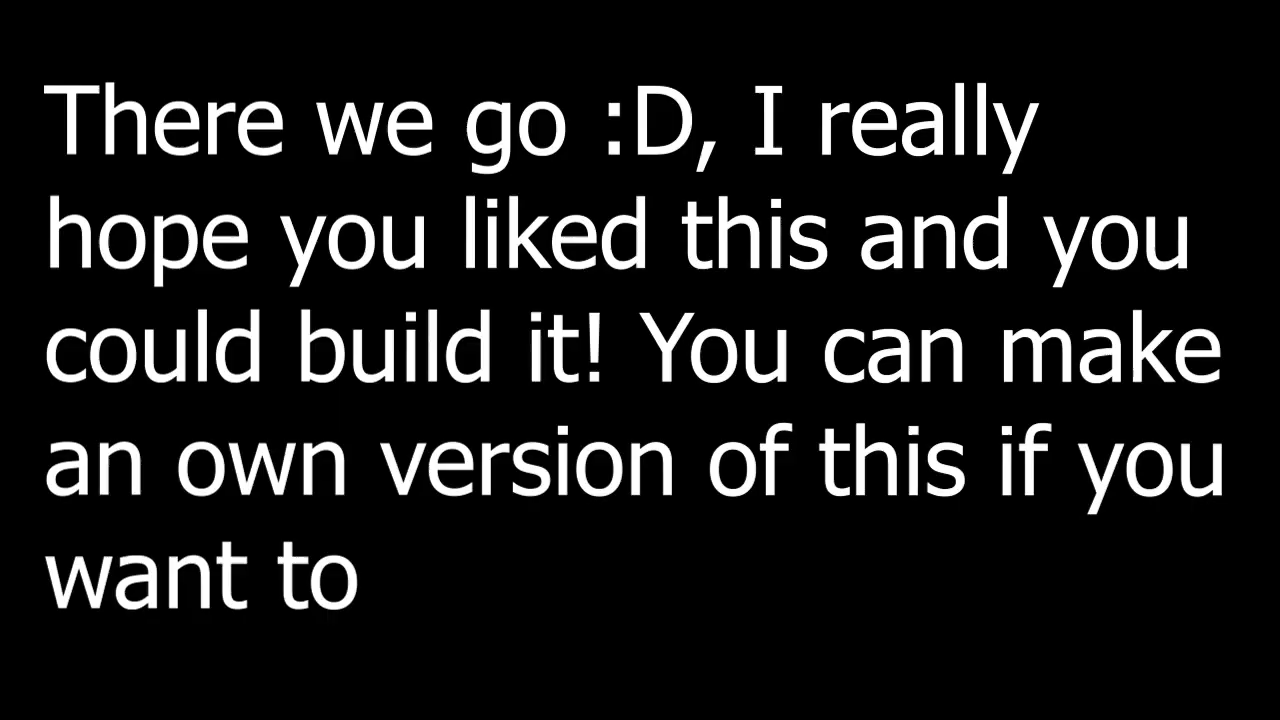 There we go :D, I really
hope you liked this and you
could build it! You can make
an own version of this if you
want to